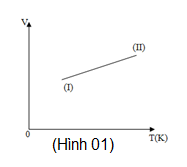 V
(II)
(I)
0
T(K)
(Hình 01)